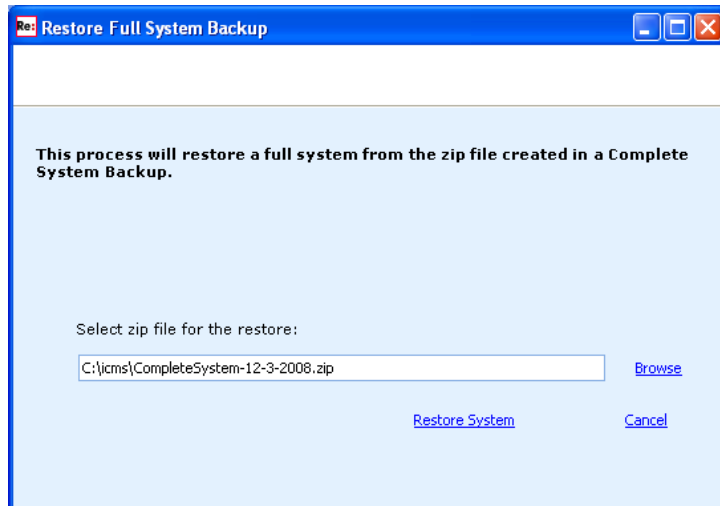 Re: Restore Full System Backup
This process will restore a full system from the zip file created in a Complete
System Backup.
Select zip file for the restore:
C:\icms\CompleteSystem-12-3-2008.zip Browse
Restore System Cancel